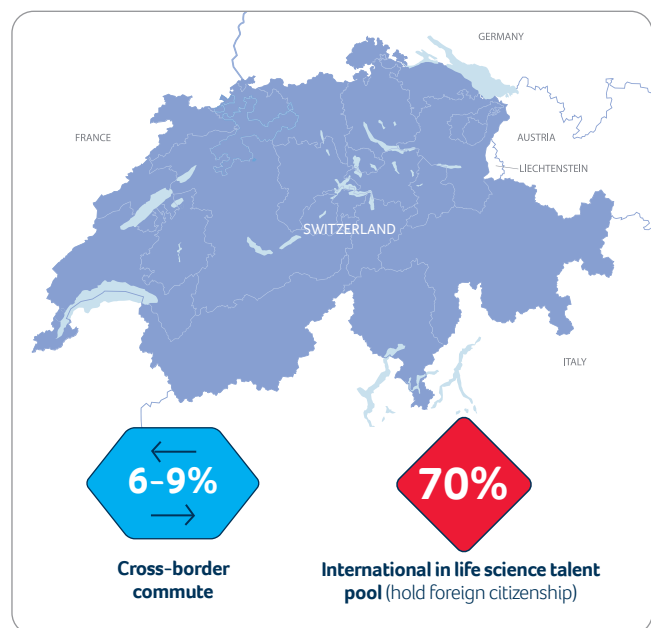 GERMANY
FRANCE
AUSTRIA
LIECHTENSTEIN
SWITZERLAND
ITALY
6–9%
70%
Cross-border
commute
International in life science talent
pool (hold foreign citizenship)